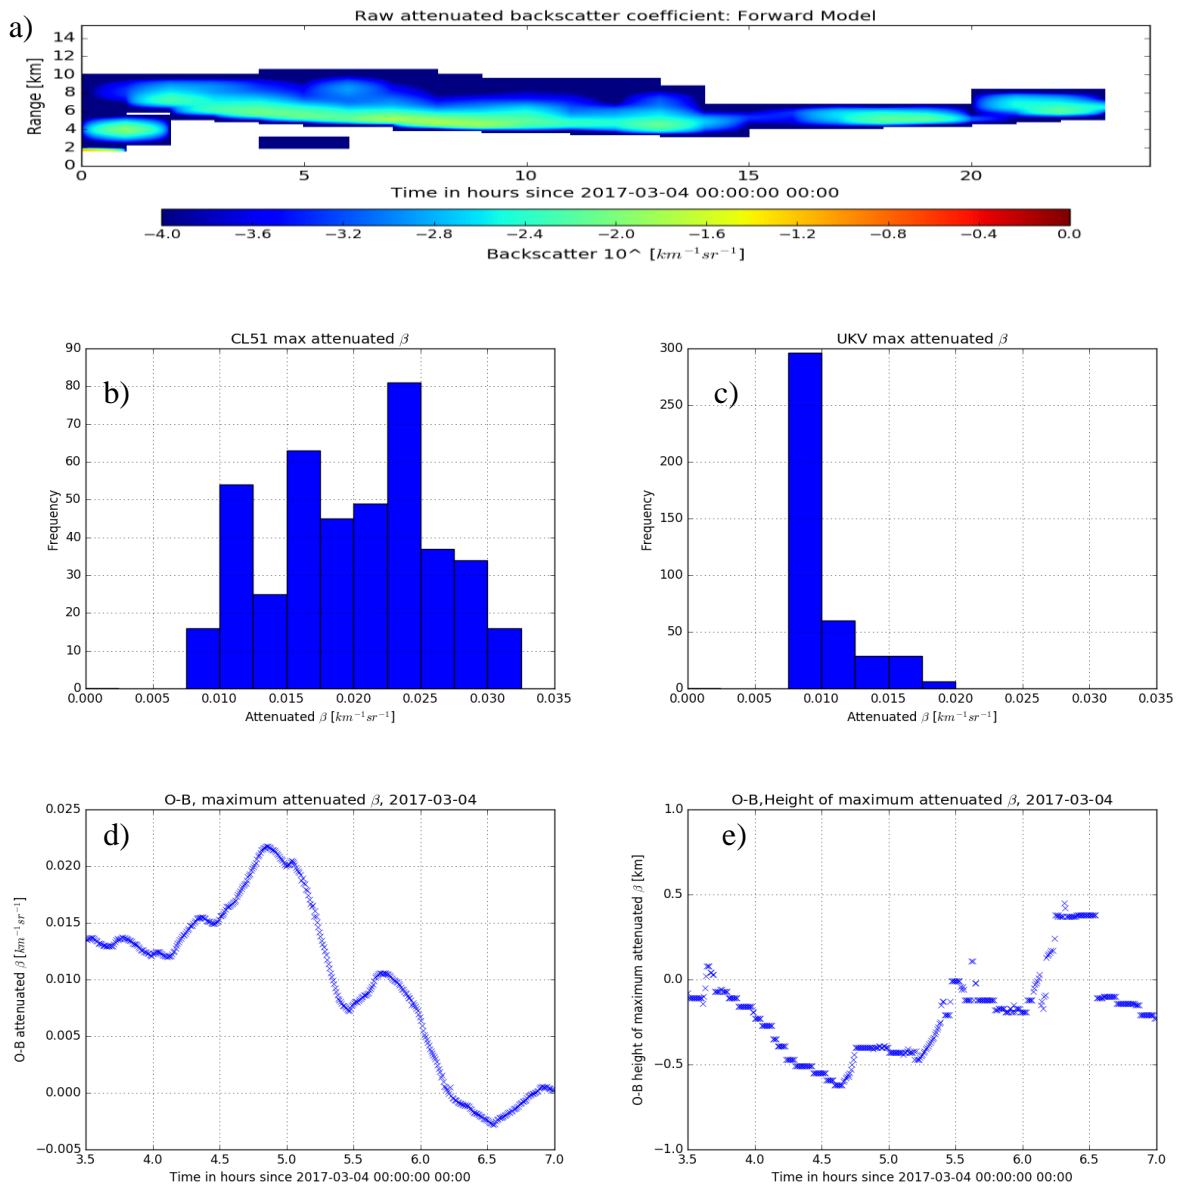 a)
Raw attenuated backscatter coefficient: Forward Model
Range [km]
14
12
10
8
6
4
2
0
0 5 10 15 20
Time in hours since 2017-03-04 00:00:00 00:00
−4.0 −3.6 −3.2 −2.8 −2.4 −2.0 −1.6 −1.2 −0.8 −0.4 0.0
Backscatter 10^ [km⁻¹sr⁻¹]
CL51 max attenuated β
b)
Frequency
90
80
70
60
50
40
30
20
10
0
0.000 0.005 0.010 0.015 0.020 0.025 0.030 0.035
Attenuated β [km⁻¹sr⁻¹]
UKV max attenuated β
c)
Frequency
300
250
200
150
100
50
0
0.000 0.005 0.010 0.015 0.020 0.025 0.030 0.035
Attenuated β [km⁻¹sr⁻¹]
O-B, maximum attenuated β, 2017-03-04
d)
O-B attenuated β [km⁻¹sr⁻¹]
0.025
0.020
0.015
0.010
0.005
0.000
−0.005
3.5 4.0 4.5 5.0 5.5 6.0 6.5 7.0
Time in hours since 2017-03-04 00:00:00 00:00
O-B,Height of maximum attenuated β, 2017-03-04
e)
O-B height of maximum attenuated β [km]
1.0
0.5
0.0
−0.5
−1.0
3.5 4.0 4.5 5.0 5.5 6.0 6.5 7.0
Time in hours since 2017-03-04 00:00:00 00:00